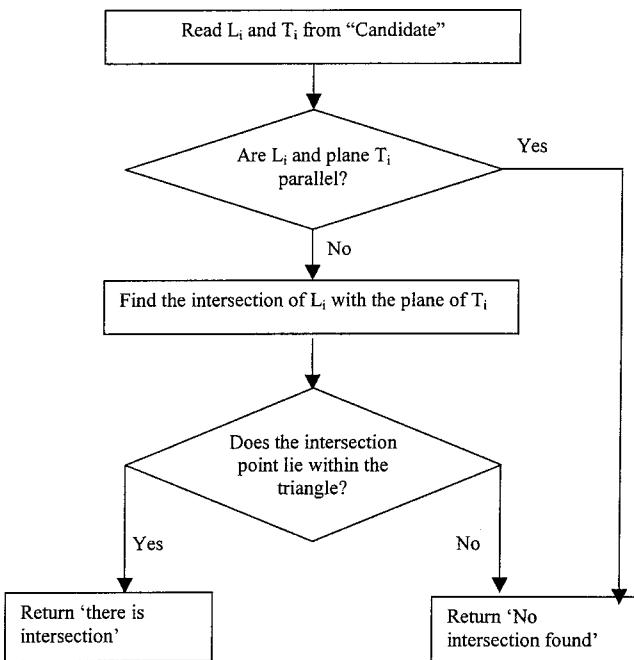 Read Li and Ti from “Candidate”
Are Li and plane Ti
parallel?
Yes
No
Find the intersection of Li with the plane of Ti
Does the intersection
point lie within the
triangle?
Yes
No
Return ‘there is
intersection’
Return ‘No
intersection found’